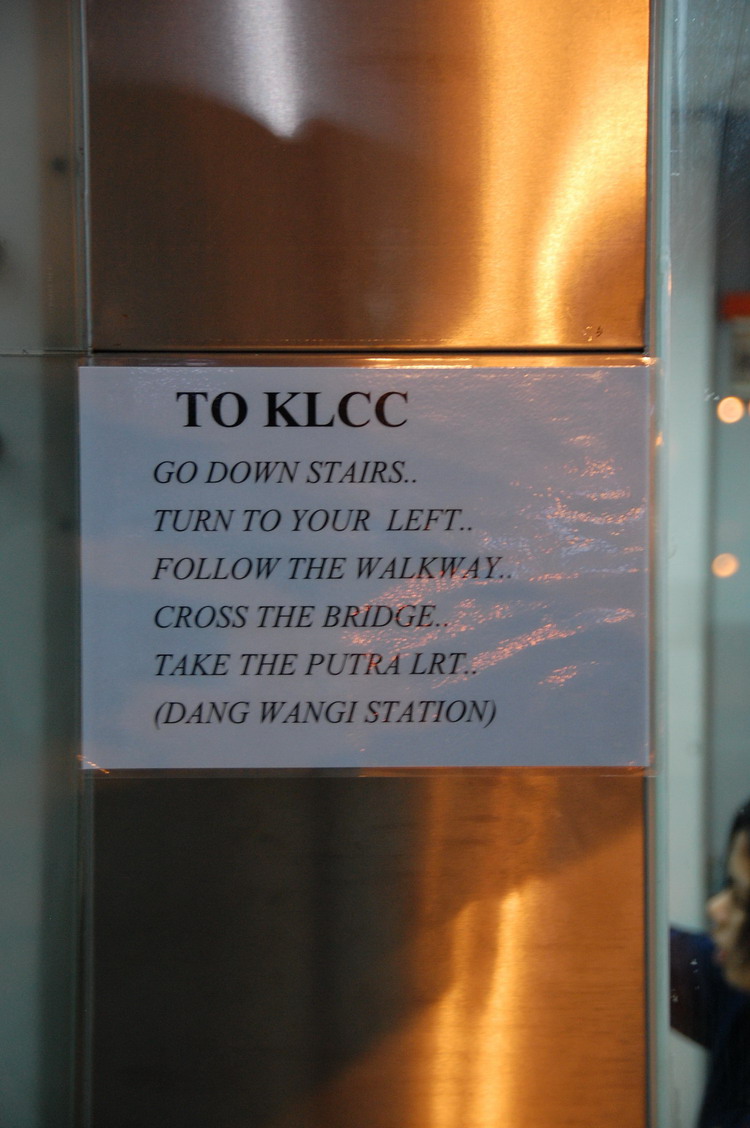 TO KLCC
GO DOWN STAIRS..
TURN TO YOUR LEFT..
FOLLOW THE WALKWAY..
CROSS THE BRIDGE..
TAKE THE PUTRA LRT..
(DANG WANGI STATION)